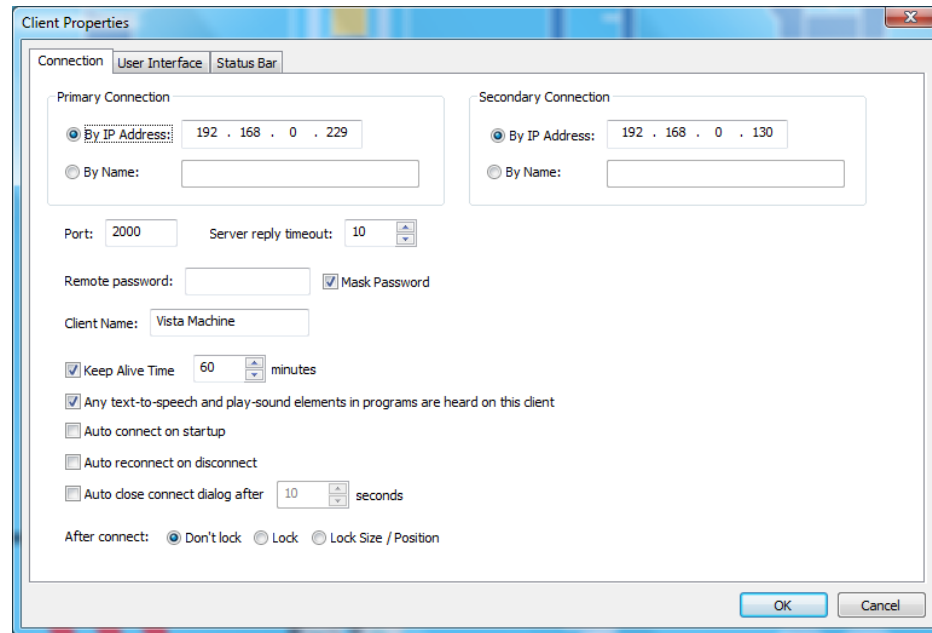 Client Properties
Connection User Interface Status Bar
Primary Connection
By IP Address: 192 . 168 . 0 . 229
By Name:
Secondary Connection
By IP Address: 192 . 168 . 0 . 130
By Name:
Port: 2000 Server reply timeout: 10
Remote password: Mask Password
Client Name: Vista Machine
Keep Alive Time 60 minutes
Any text-to-speech and play-sound elements in programs are heard on this client
Auto connect on startup
Auto reconnect on disconnect
Auto close connect dialog after 10 seconds
After connect: Don't lock Lock Lock Size / Position
OK Cancel